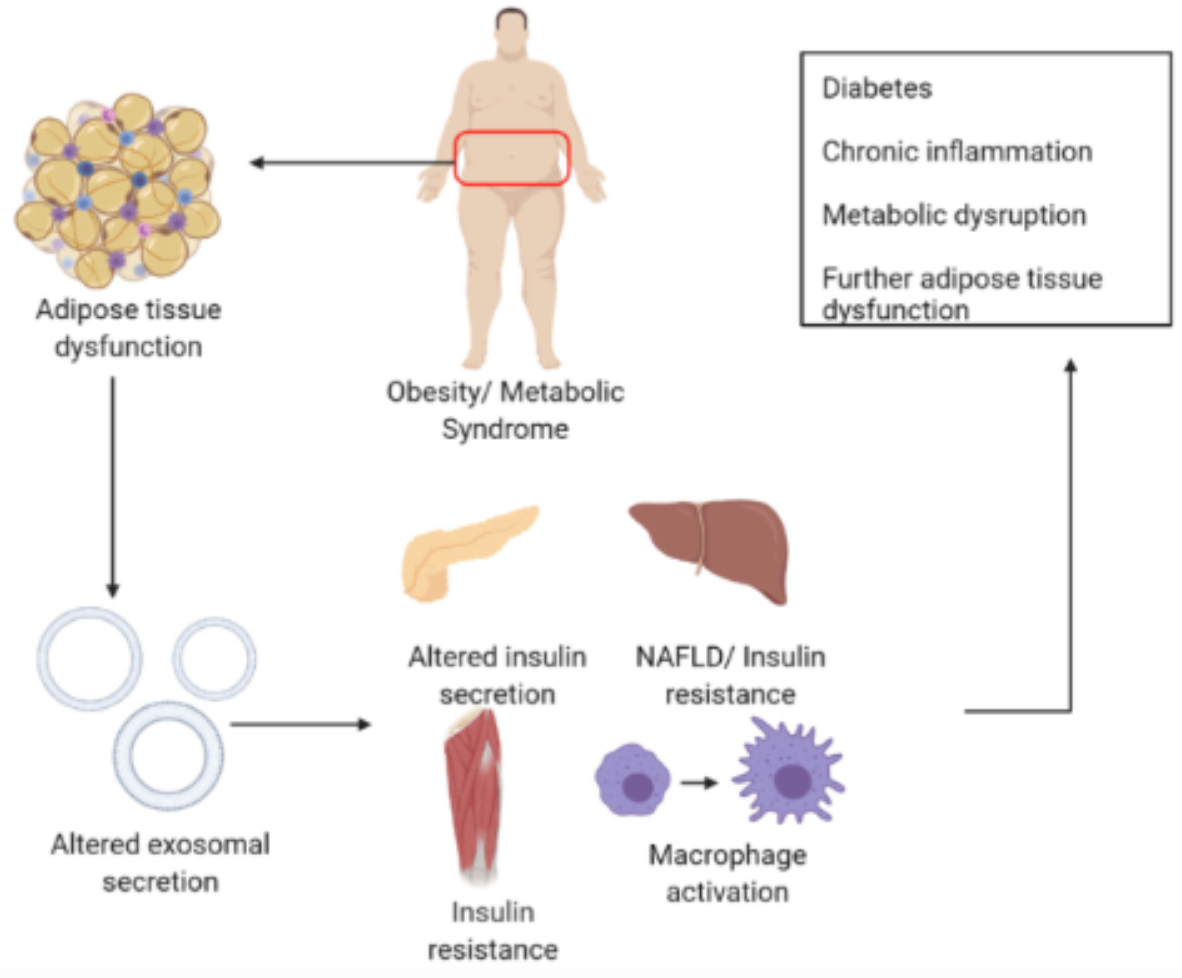 Adipose tissue
dysfunction
Obesity/ Metabolic
Syndrome
Diabetes
Chronic inflammation
Metabolic dysruption
Further adipose tissue
dysfunction
Altered exosomal
secretion
Altered insulin
secretion
NAFLD/ Insulin
resistance
Insulin
resistance
Macrophage
activation